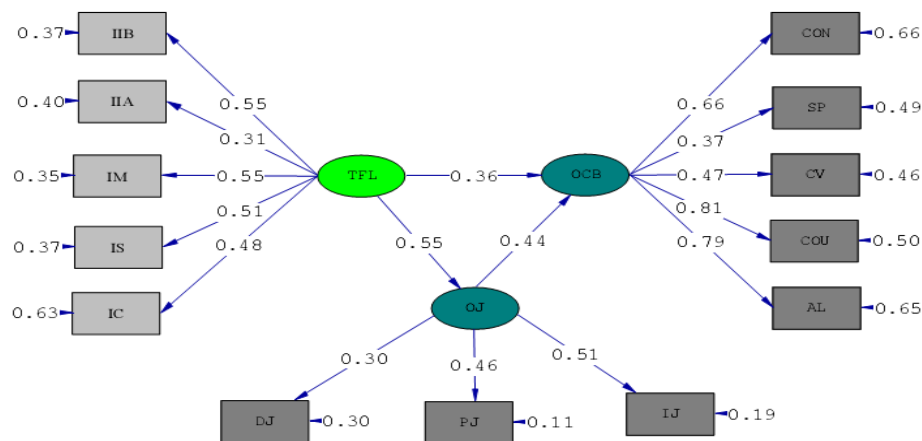 0.37 IIB CON 0.66
0.40 IIA 0.55 0.66 SP 0.49
0.31 0.37
0.35 IM 0.55 TFL 0.36 OCB 0.47 CV 0.46
0.51 0.81
0.37 IS 0.48 0.55 0.44 0.79 COU 0.50
0.63 IC OJ AL 0.65
0.30 0.46 0.51
DJ 0.30 PJ 0.11 IJ 0.19